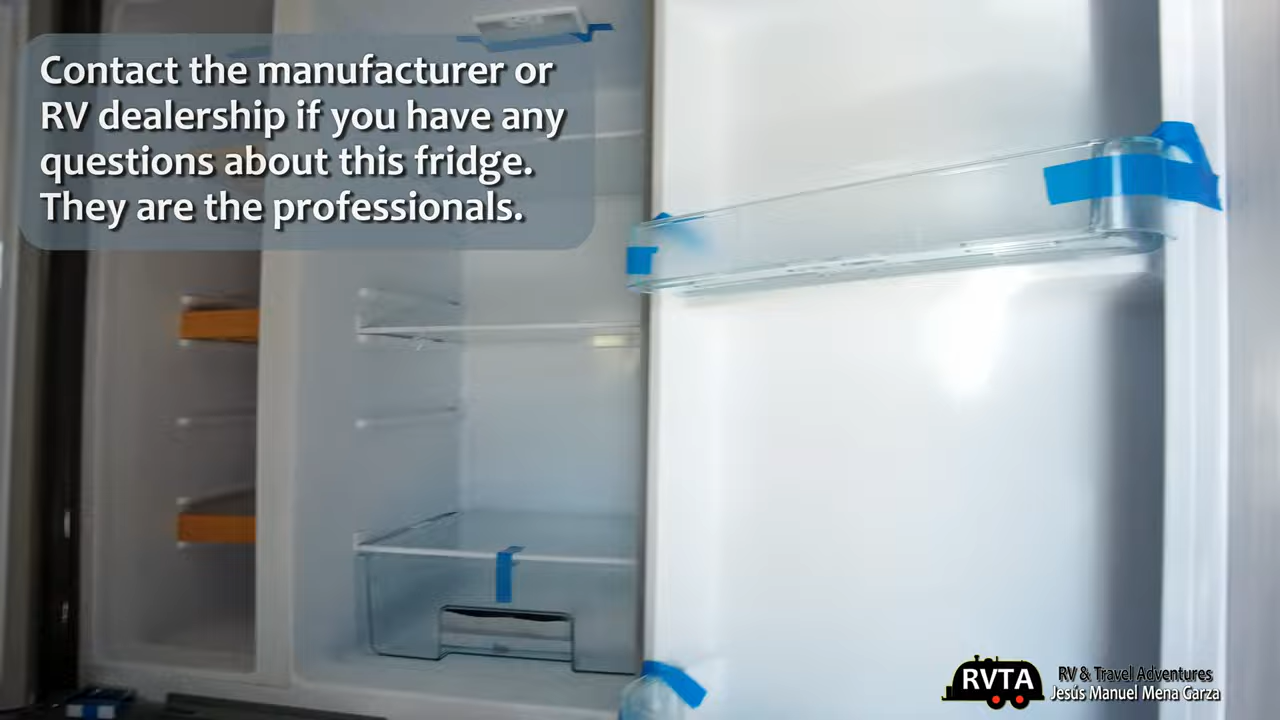 Contact the manufacturer or
RV dealership if you have any
questions about this fridge.
They are the professionals.
RVTA
RV & Travel Adventures
Jesús Manuel Mena Garza